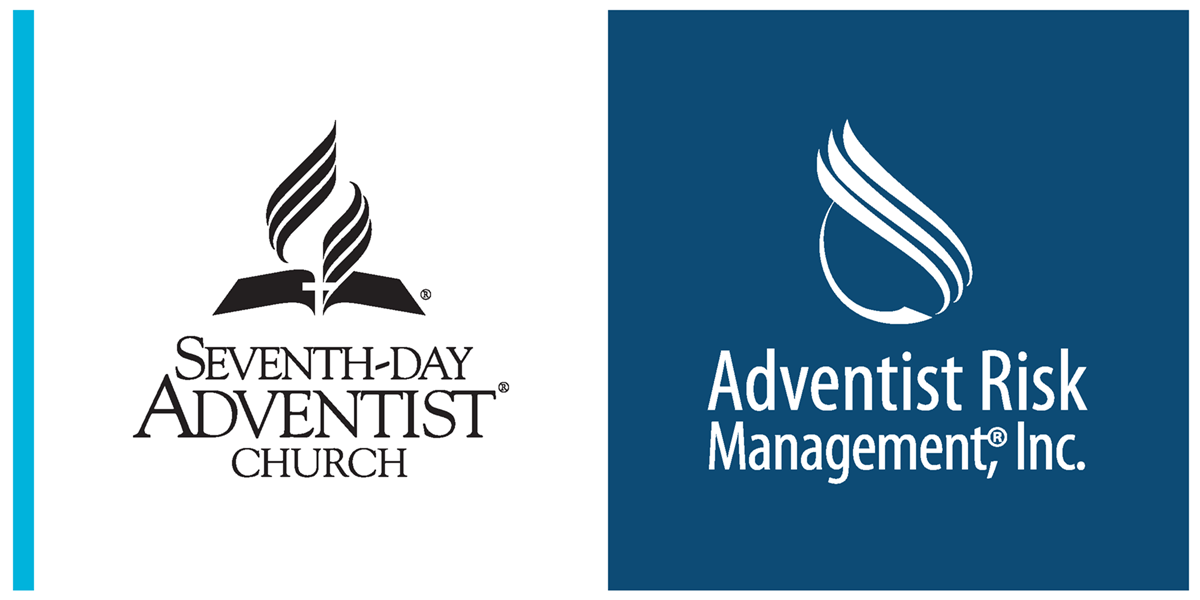 ®
SEVENTH-DAY
ADVENTIST®
CHURCH
Adventist Risk
Management,® Inc.